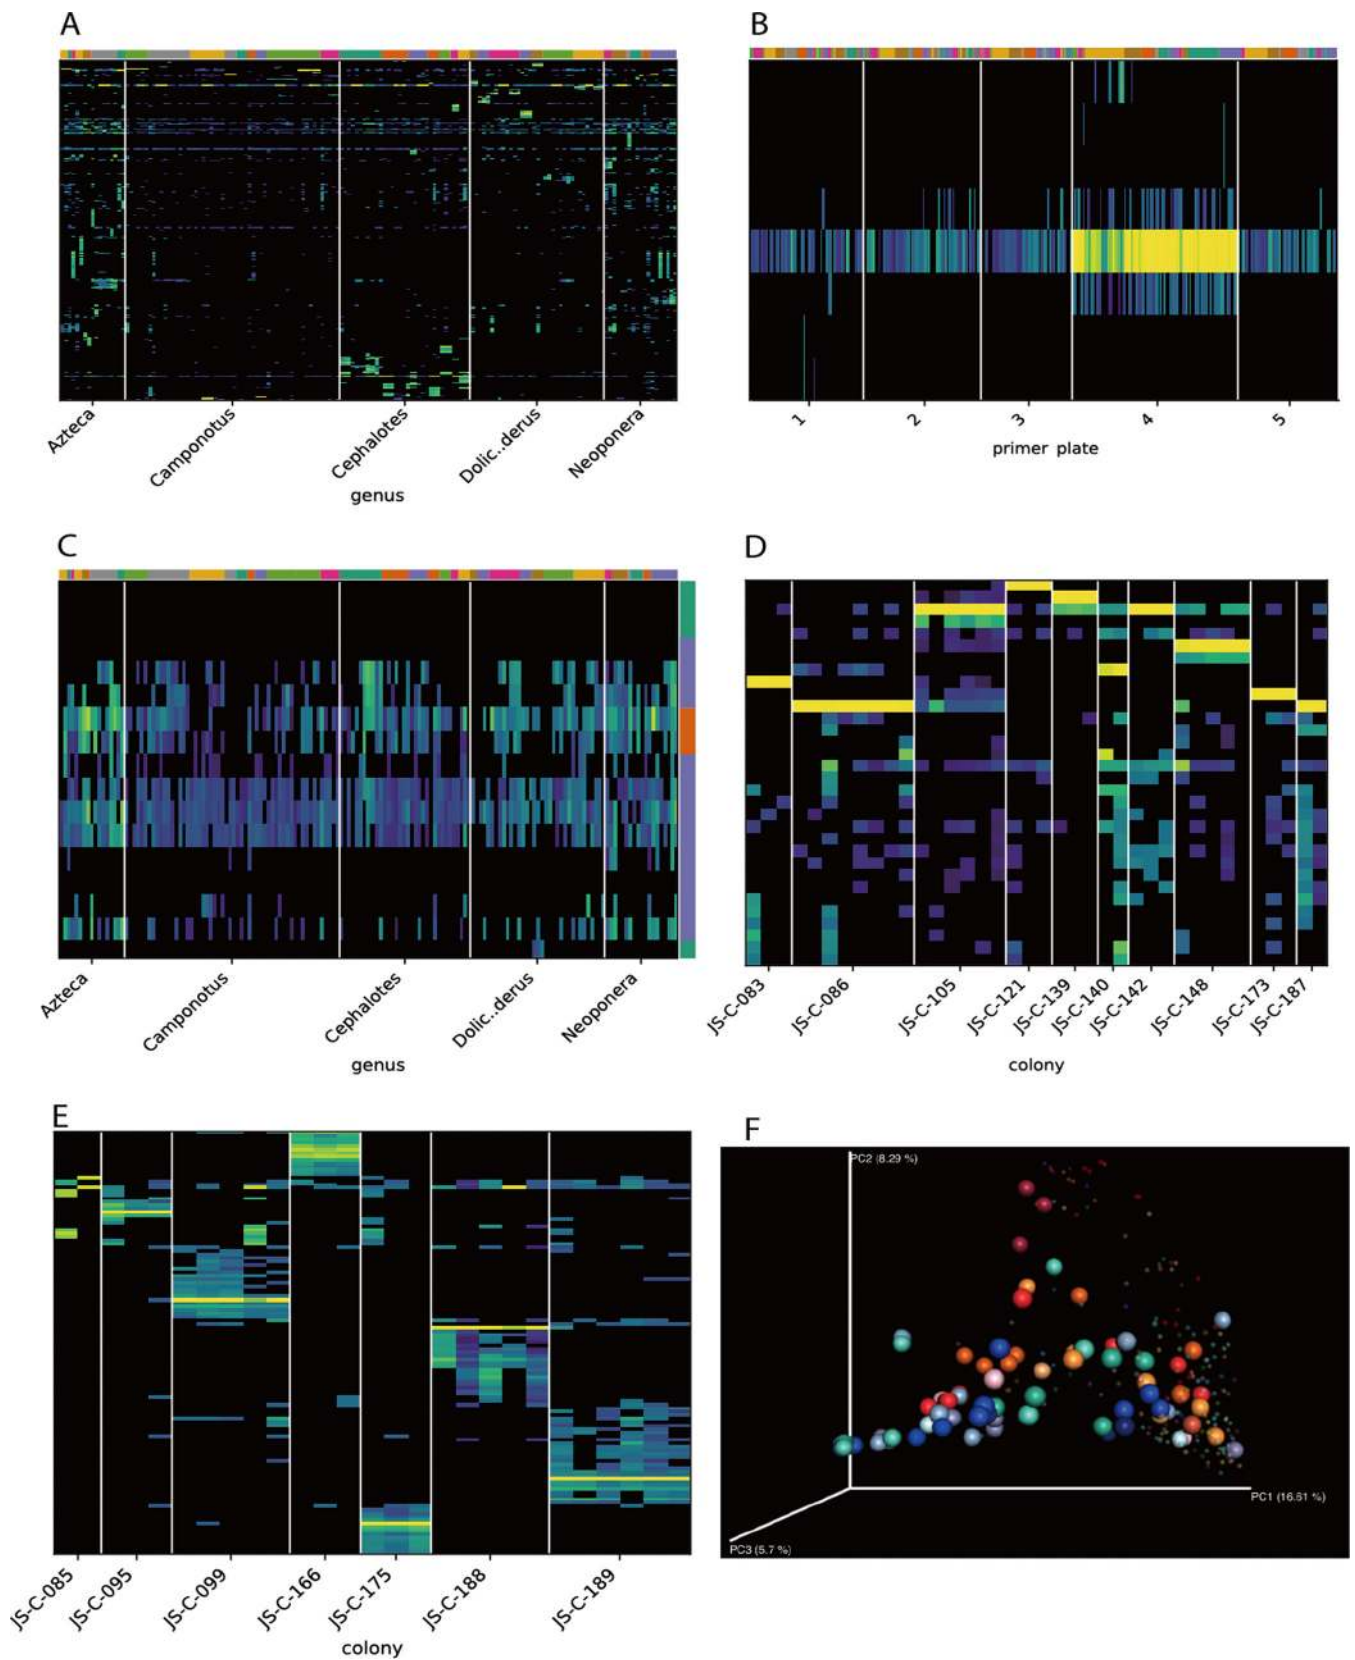 A
B
Azteca
Camponotus
Cephalotes
Dolic..derus
Neoponera
genus
1
2
3
4
5
primer plate
C
D
Azteca
Camponotus
Cephalotes
Dolic..derus
Neoponera
genus
JS-C-083
JS-C-086
JS-C-105
JS-C-121
JS-C-139
JS-C-140
JS-C-142
JS-C-148
JS-C-173
JS-C-187
colony
E
F
JS-C-085
JS-C-095
JS-C-099
JS-C-166
JS-C-175
JS-C-188
JS-C-189
colony
PC2 (8.29 %)
PC1 (16.61 %)
PC3 (5.7 %)